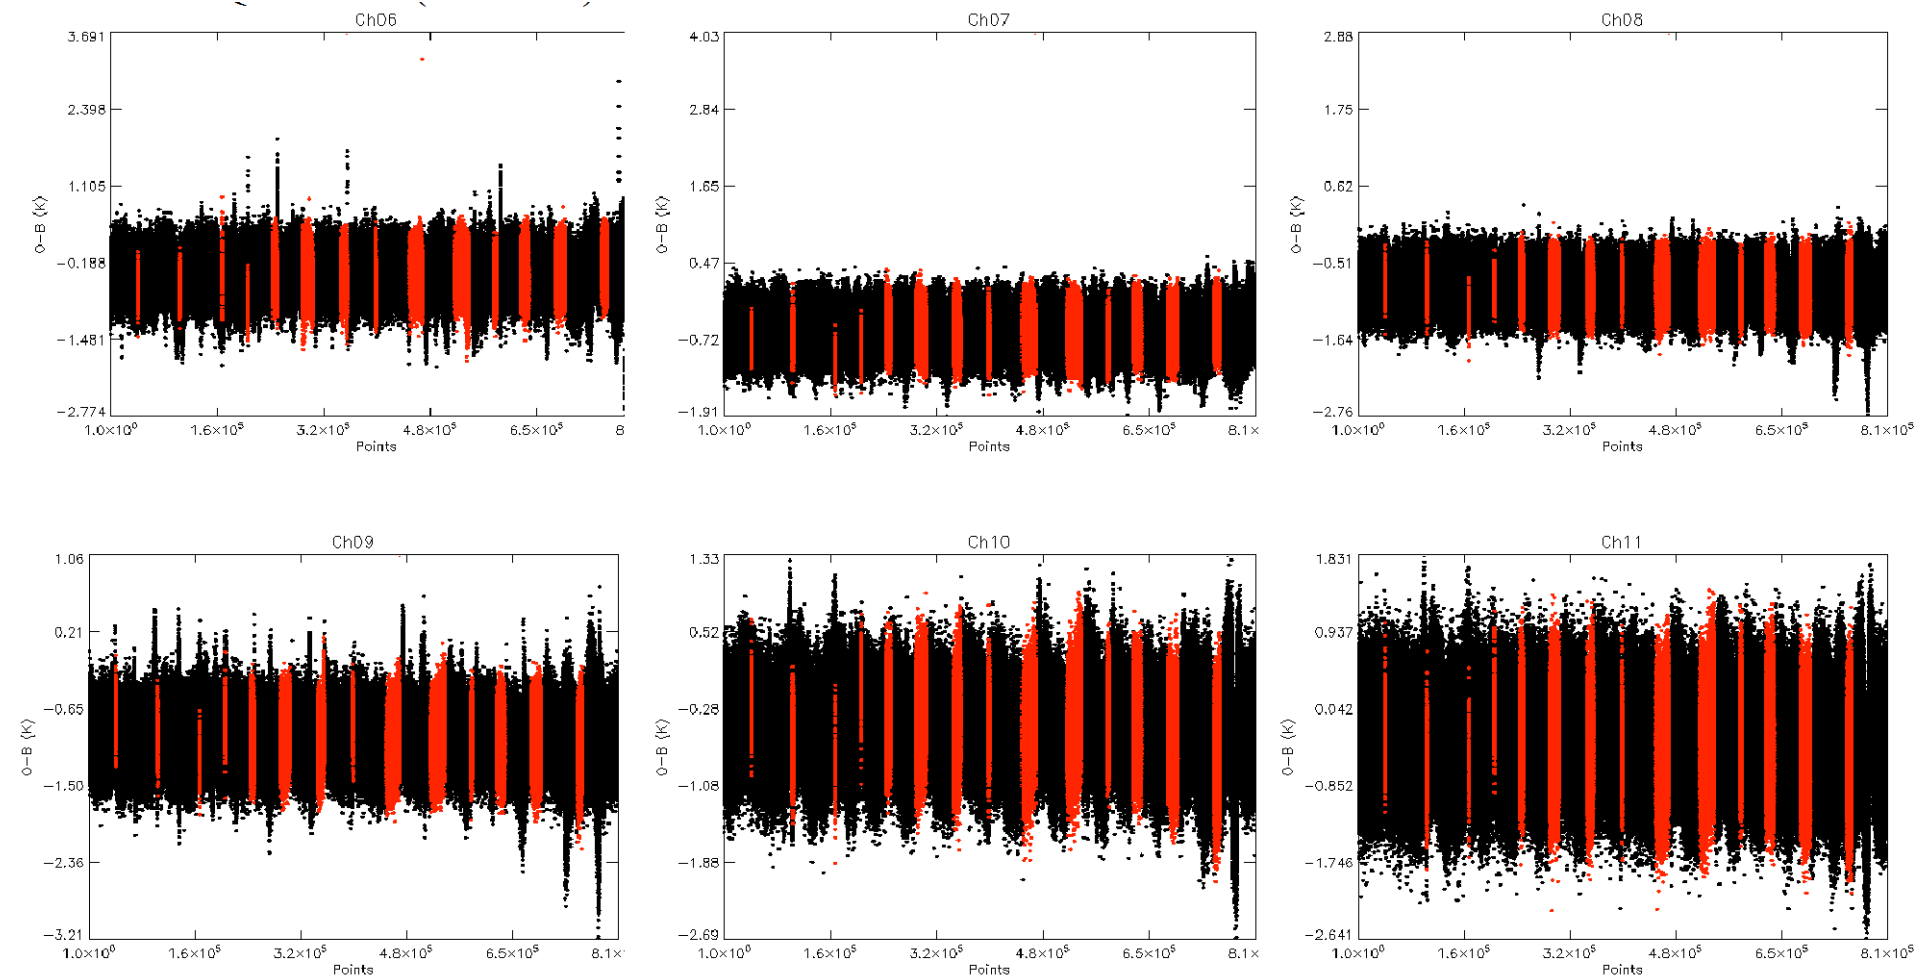 Ch06
3.691
2.398
1.105
−0.188
−1.481
−2.774
O−B (K)
1.0×10⁰ 1.6×10⁵ 3.2×10⁵ 4.8×10⁵ 6.5×10⁵ 8
Points
Ch07
4.03
2.84
1.65
0.47
−0.72
−1.91
O−B (K)
1.0×10⁰ 1.6×10⁵ 3.2×10⁵ 4.8×10⁵ 6.5×10⁵ 8.1×
Points
Ch08
2.88
1.75
0.62
−0.51
−1.64
−2.76
O−B (K)
1.0×10⁰ 1.6×10⁵ 3.2×10⁵ 4.8×10⁵ 6.5×10⁵ 8.1×10⁵
Points
Ch09
1.06
0.21
−0.65
−1.50
−2.36
−3.21
O−B (K)
1.0×10⁰ 1.6×10⁵ 3.2×10⁵ 4.8×10⁵ 6.5×10⁵ 8.1×
Points
Ch10
1.33
0.52
−0.28
−1.08
−1.88
−2.69
O−B (K)
1.0×10⁰ 1.6×10⁵ 3.2×10⁵ 4.8×10⁵ 6.5×10⁵ 8.1×
Points
Ch11
1.831
0.937
0.042
−0.852
−1.746
−2.641
O−B (K)
1.0×10⁰ 1.6×10⁵ 3.2×10⁵ 4.8×10⁵ 6.5×10⁵ 8.1×10⁵
Points